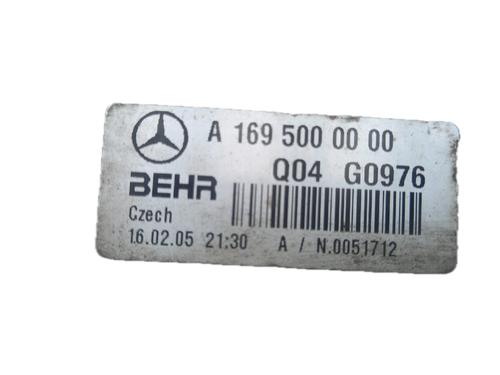 A 169 500 00 00
Q04 G0976
BEHR
Czech
16.02.05 21:30 A / N.0051712